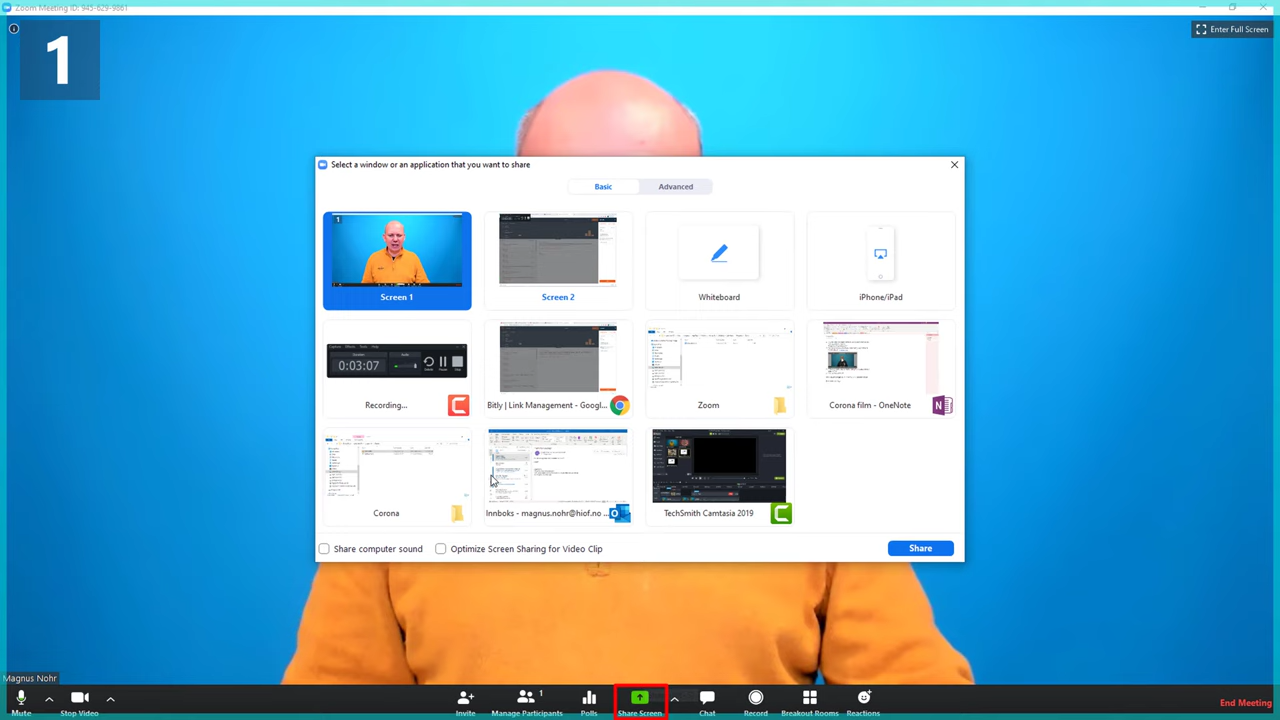 Zoom Meeting ID: 943-629-9861
1
Enter Full Screen
Select a window or an application that you want to share
Basic
Advanced
1
Screen 1
Screen 2
Whiteboard
iPhone/iPad
0:03:07
Recording...
Bitly | Link Management - Googl...
Zoom
Corona film - OneNote
Corona
Innboks - magnus.nohr@hiof.no ...
TechSmith Camtasia 2019
Share computer sound
Optimize Screen Sharing for Video Clip
Share
Magnus Nohr
Mute
Stop Video
Invite
1
Manage Participants
Polls
Share Screen
Chat
Record
Breakout Rooms
Reactions
End Meeting